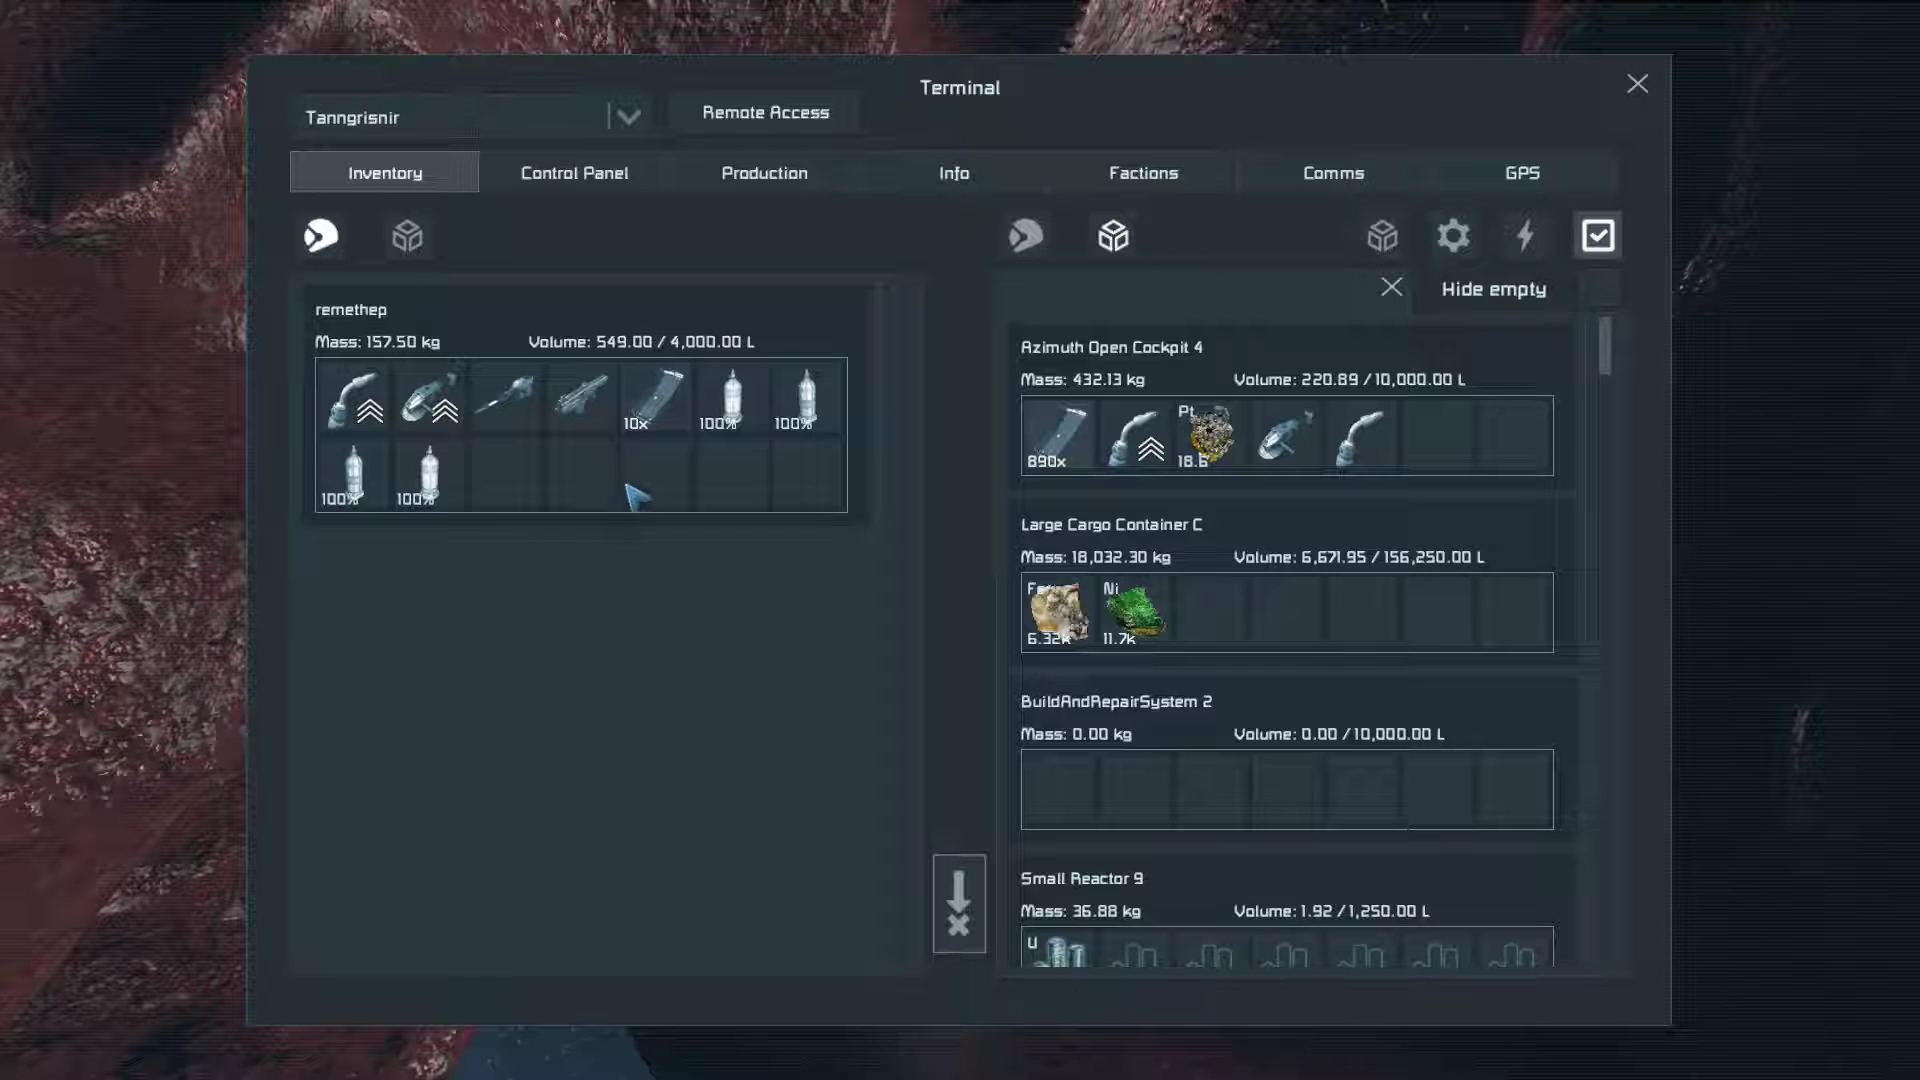 Terminal
Tanngrisnir
Remote Access
Inventory
Control Panel
Production
Info
Factions
Comms
GPS
Hide empty
remethep
Mass: 157.50 kg
Volume: 549.00 / 4,000.00 L
10x
100%
100%
100%
100%
Azimuth Open Cockpit 4
Mass: 432.13 kg
Volume: 220.89 / 10,000.00 L
Pt
890x
18.6
Large Cargo Container C
Mass: 18,032.30 kg
Volume: 6,671.95 / 156,250.00 L
Fe
Ni
6.32k
11.7k
BuildAndRepairSystem 2
Mass: 0.00 kg
Volume: 0.00 / 10,000.00 L
Small Reactor 9
Mass: 36.88 kg
Volume: 1.92 / 1,250.00 L
U